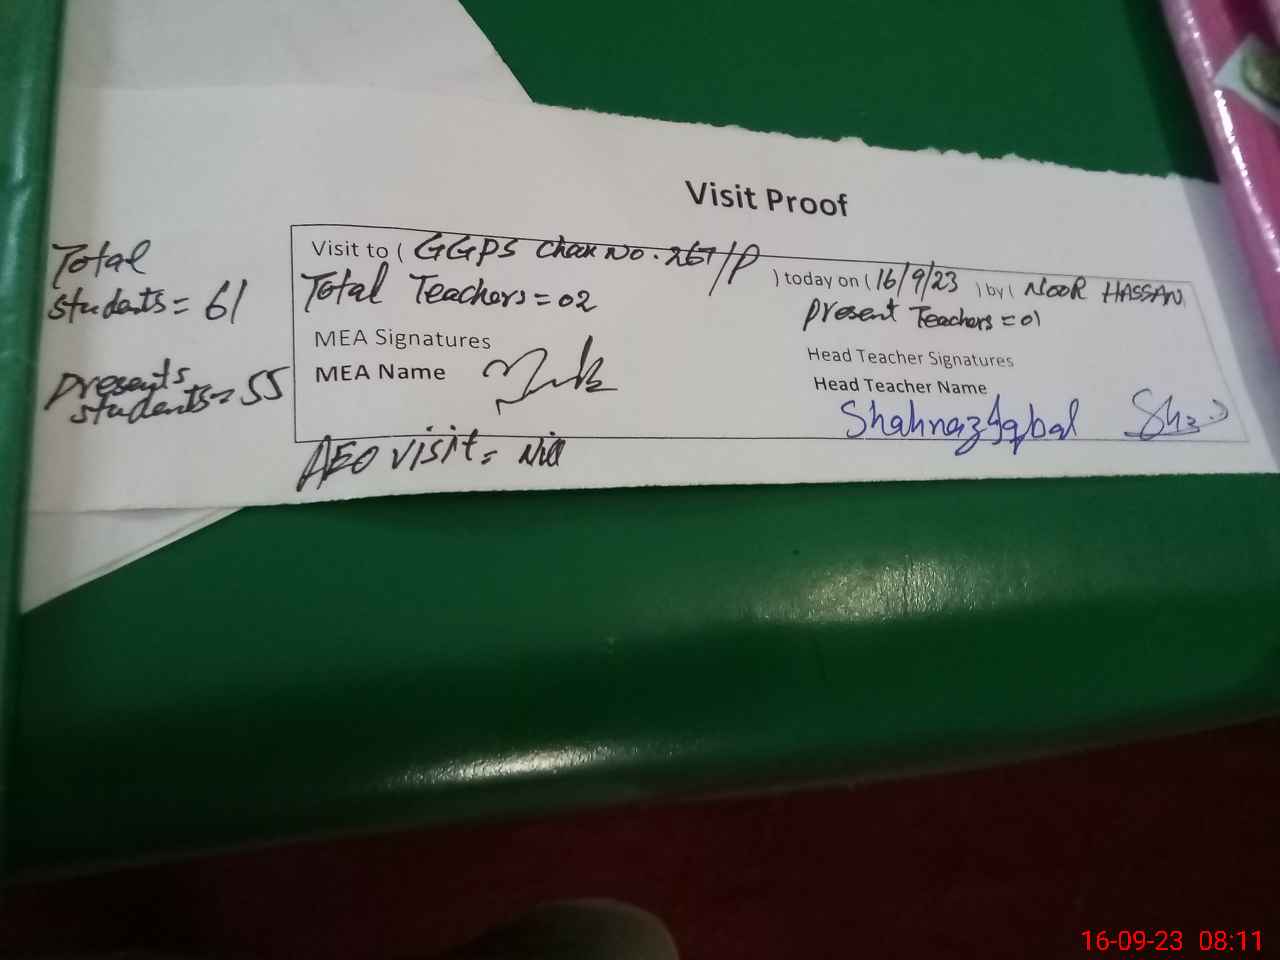 Visit Proof
Visit to ( GGPS Chak No. 267/P ) today on ( 16/9/23 ) by ( NOOR HASSAN
Total Teachers = 02
Present Teachers = 01
MEA Signatures
Head Teacher Signatures
MEA Name
Head Teacher Name
Shahnaz Iqbal
AEO visit = Nil
Total
students = 61
presents
students = 55
16-09-23 08:11